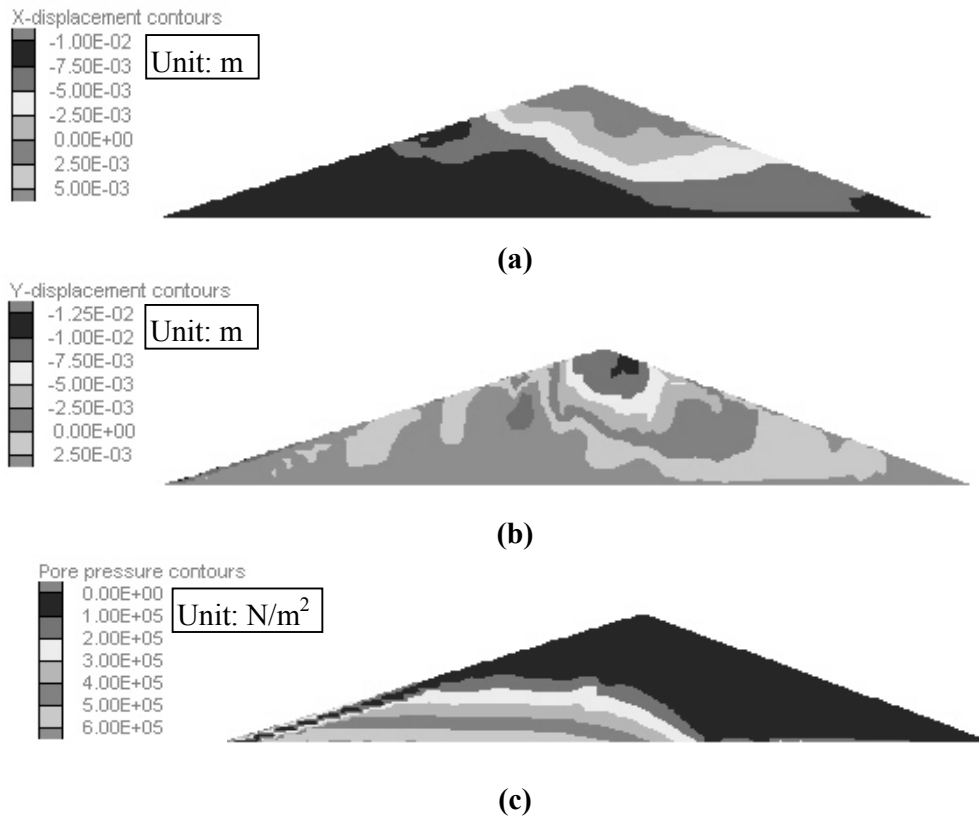 X-displacement contours
-1.00E-02
-7.50E-03
-5.00E-03
-2.50E-03
0.00E+00
2.50E-03
5.00E-03
Unit: m
(a)
Y-displacement contours
-1.25E-02
-1.00E-02
-7.50E-03
-5.00E-03
-2.50E-03
0.00E+00
2.50E-03
Unit: m
(b)
Pore pressure contours
0.00E+00
1.00E+05
2.00E+05
3.00E+05
4.00E+05
5.00E+05
6.00E+05
Unit: N/m²
(c)